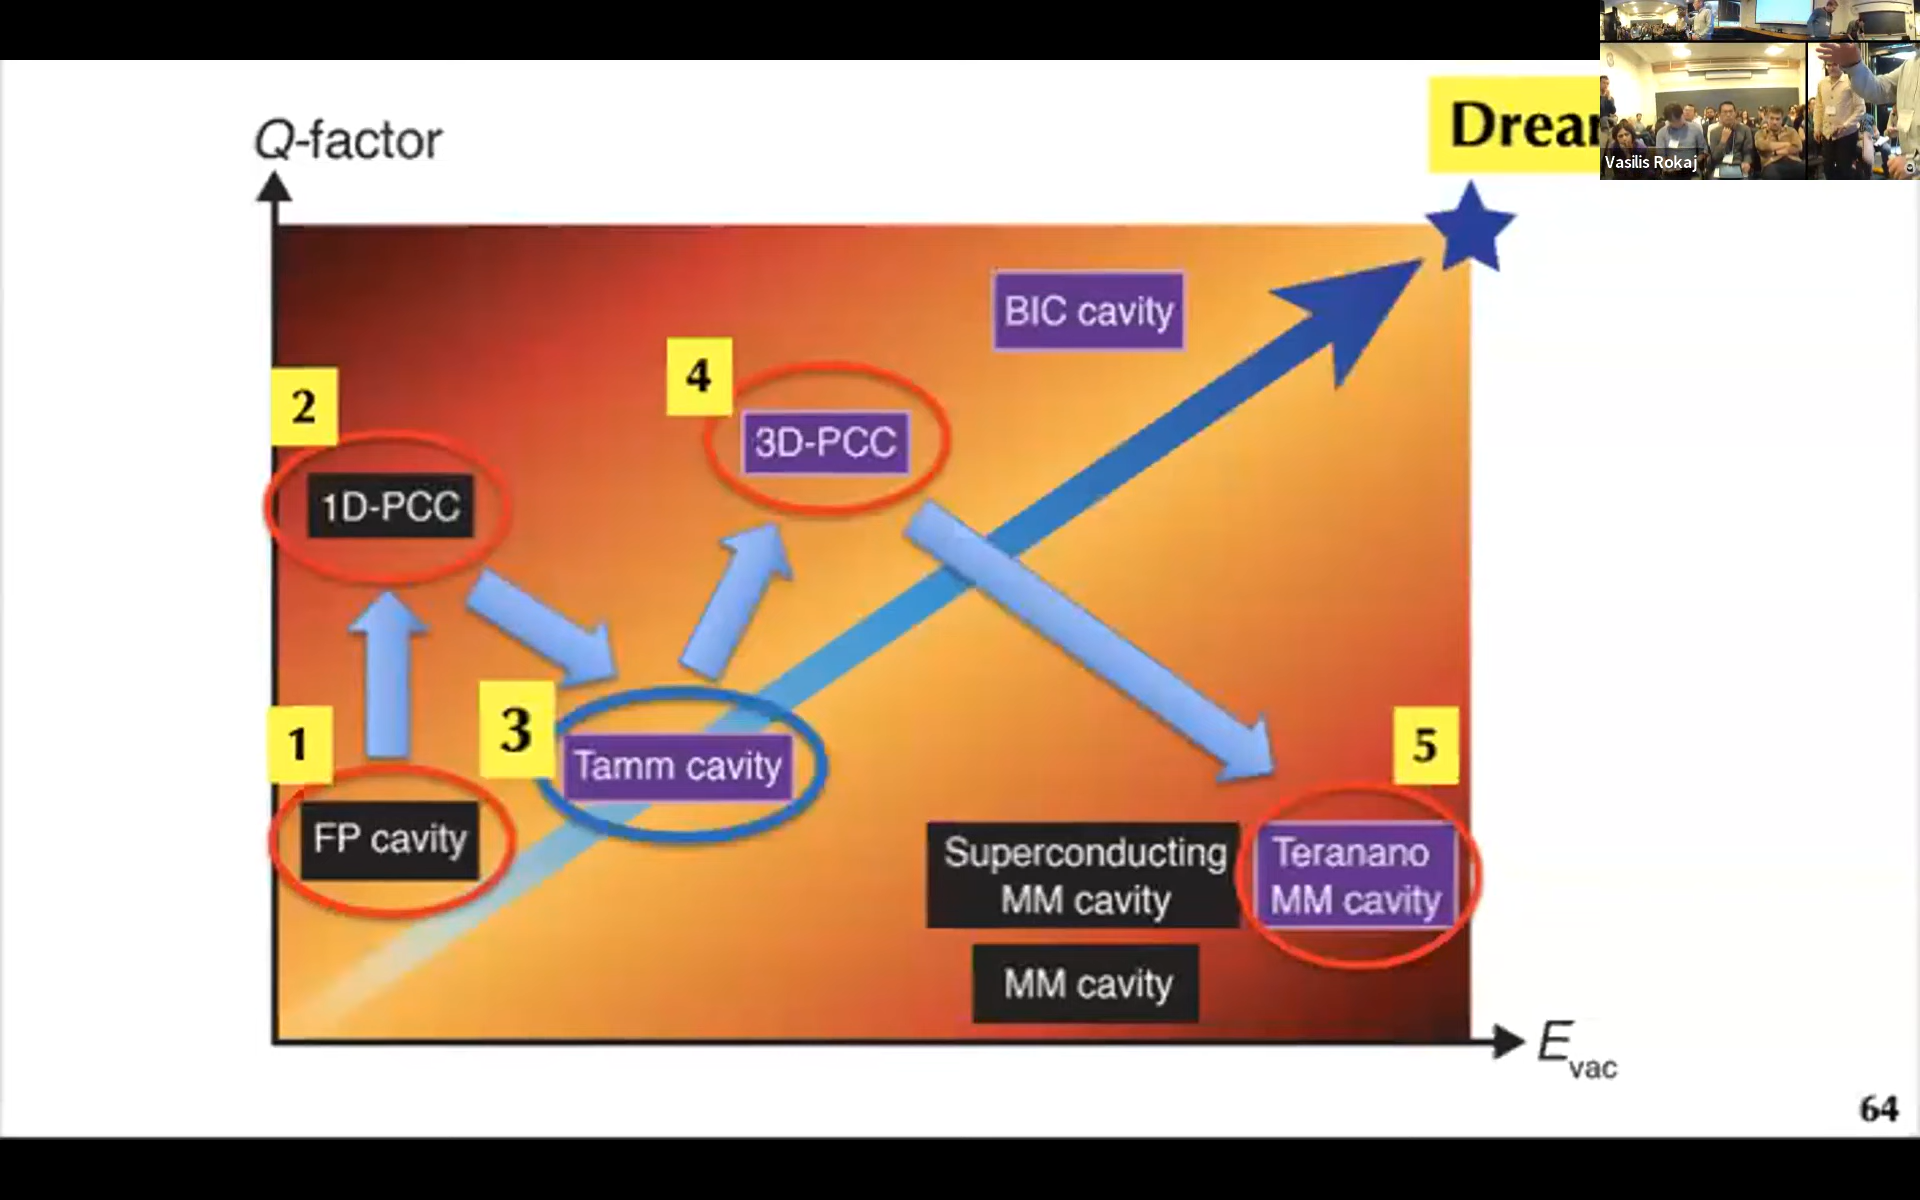 Q-factor
Drea
Vasilis Rokaj
BIC cavity
4
2
3D-PCC
1D-PCC
3
1
5
Tamm cavity
FP cavity
Superconducting
MM cavity
Teranano
MM cavity
MM cavity
Evac
64